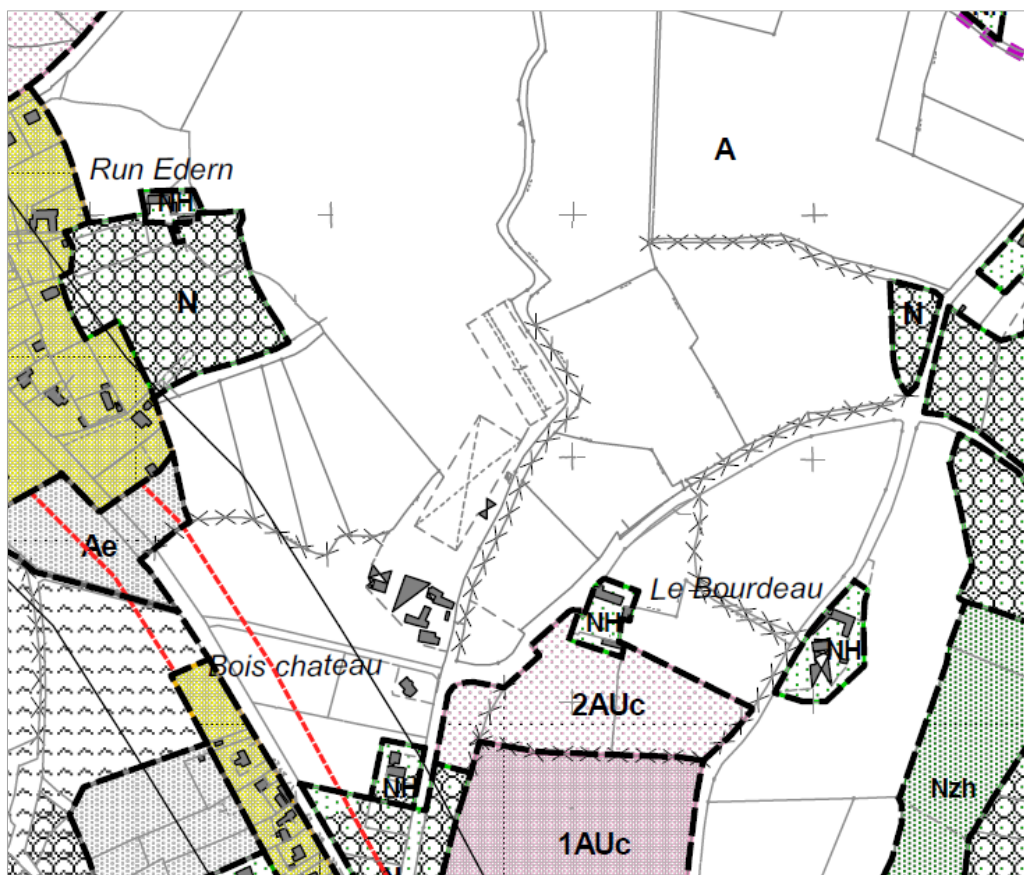 A
Run Edern
NH
N
N
Ae
Le Bourdeau
NH
NH
Bois chateau
2AUc
NH
Nzh
1AUc